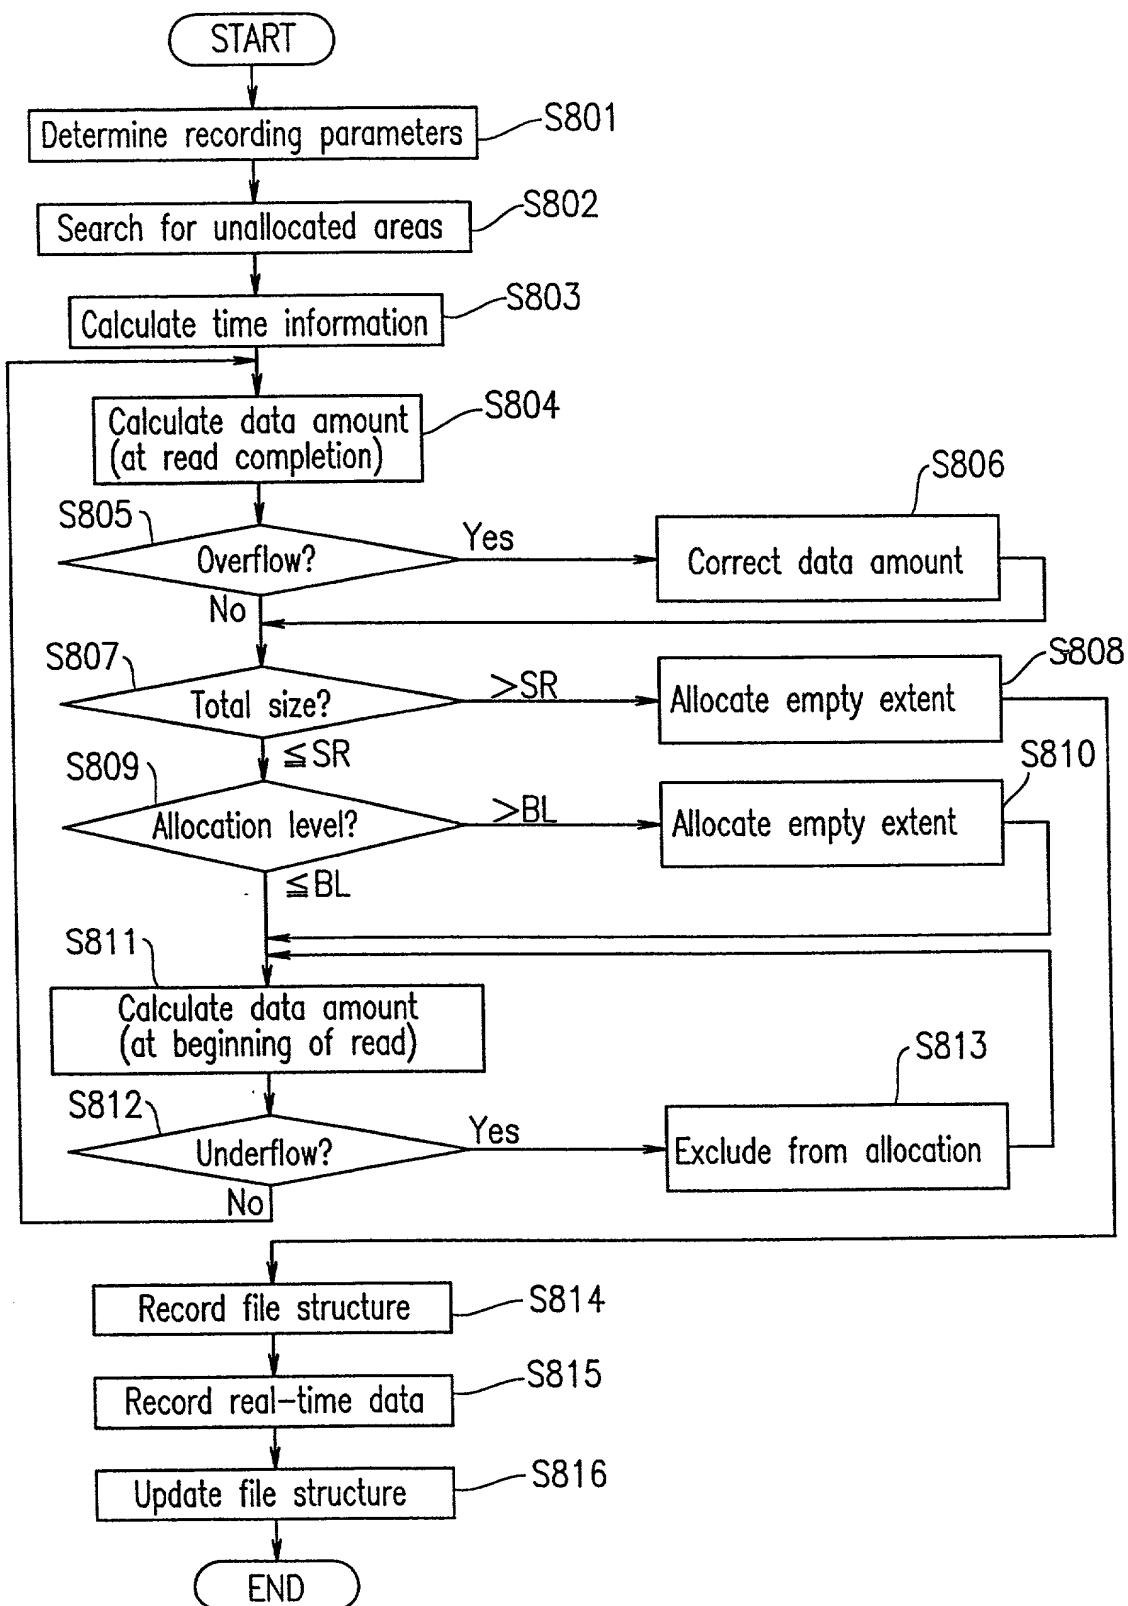 START
Determine recording parameters
S801
Search for unallocated areas
S802
Calculate time information
S803
Calculate data amount
(at read completion)
S804
S805
Overflow?
Yes
No
S806
Correct data amount
S807
Total size?
>SR
≦SR
S808
Allocate empty extent
S809
Allocation level?
>BL
≦BL
S810
Allocate empty extent
S811
Calculate data amount
(at beginning of read)
S812
Underflow?
Yes
No
S813
Exclude from allocation
Record file structure
S814
Record real-time data
S815
Update file structure
S816
END